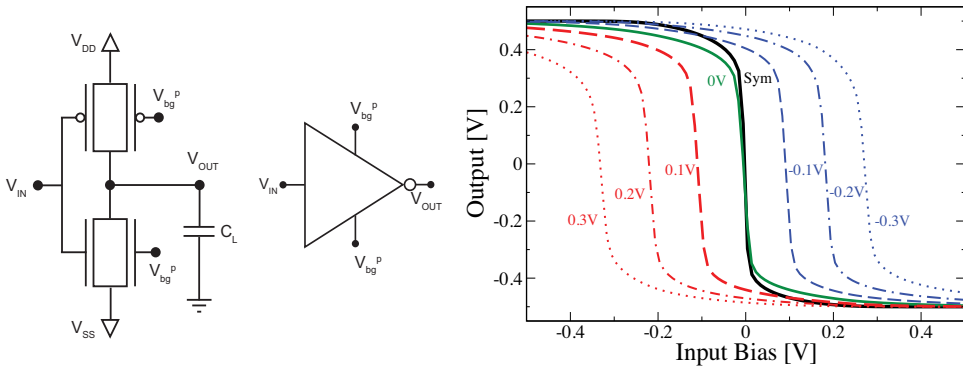 V_DD
V_bg^p
V_IN
V_OUT
C_L
V_bg^p
V_SS
V_bg^p
V_IN
V_OUT
V_bg^p
Output [V]
0.4
0.2
0
-0.2
-0.4
0V
Sym
0.1V
0.2V
0.3V
-0.1V
-0.2V
-0.3V
-0.4
-0.2
0
0.2
0.4
Input Bias [V]